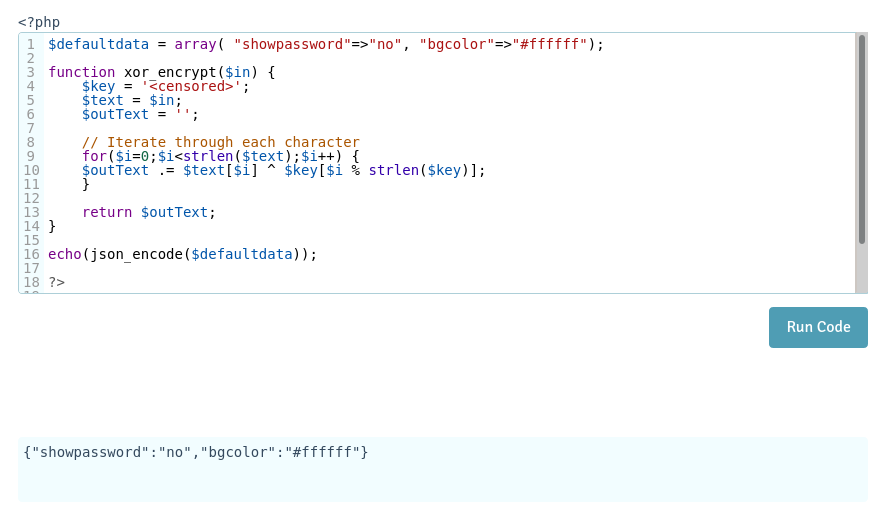 <?php
1 $defaultdata = array( "showpassword"=>"no", "bgcolor"=>"#ffffff");
2
3 function xor_encrypt($in) {
4     $key = '<censored>';
5     $text = $in;
6     $outText = '';
7
8     // Iterate through each character
9     for($i=0;$i<strlen($text);$i++) {
10     $outText .= $text[$i] ^ $key[$i % strlen($key)];
11     }
12
13     return $outText;
14 }
15
16 echo(json_encode($defaultdata));
17
18 ?>
Run Code
{"showpassword":"no","bgcolor":"#ffffff"}